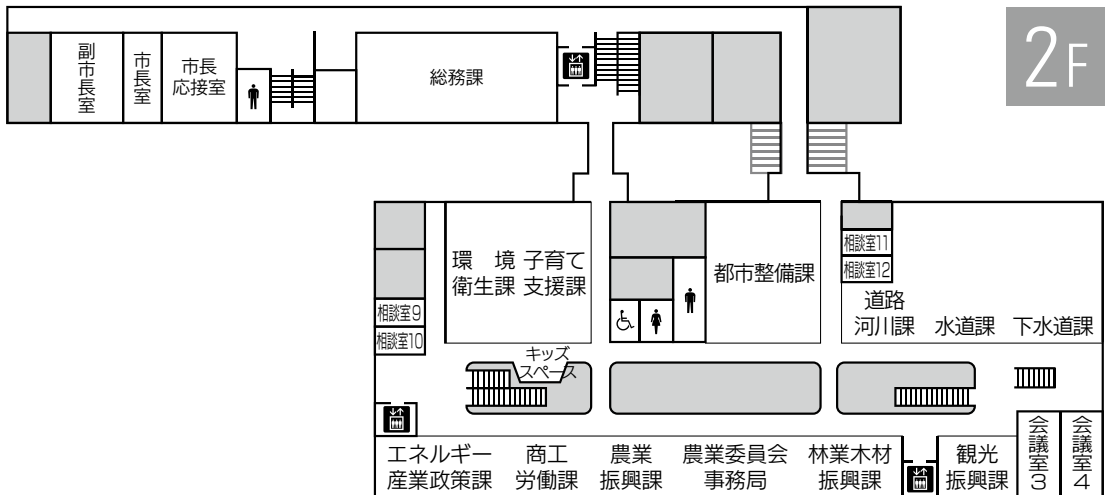 2F
副市長室
市長室
市長
応接室
総務課
環　境
衛生課
子育て
支援課
都市整備課
相談室11
相談室12
道路
河川課
水道課
下水道課
相談室9
相談室10
キッズ
スペース
エネルギー
産業政策課
商工
労働課
農業
振興課
農業委員会
事務局
林業木材
振興課
観光
振興課
会議室3
会議室4